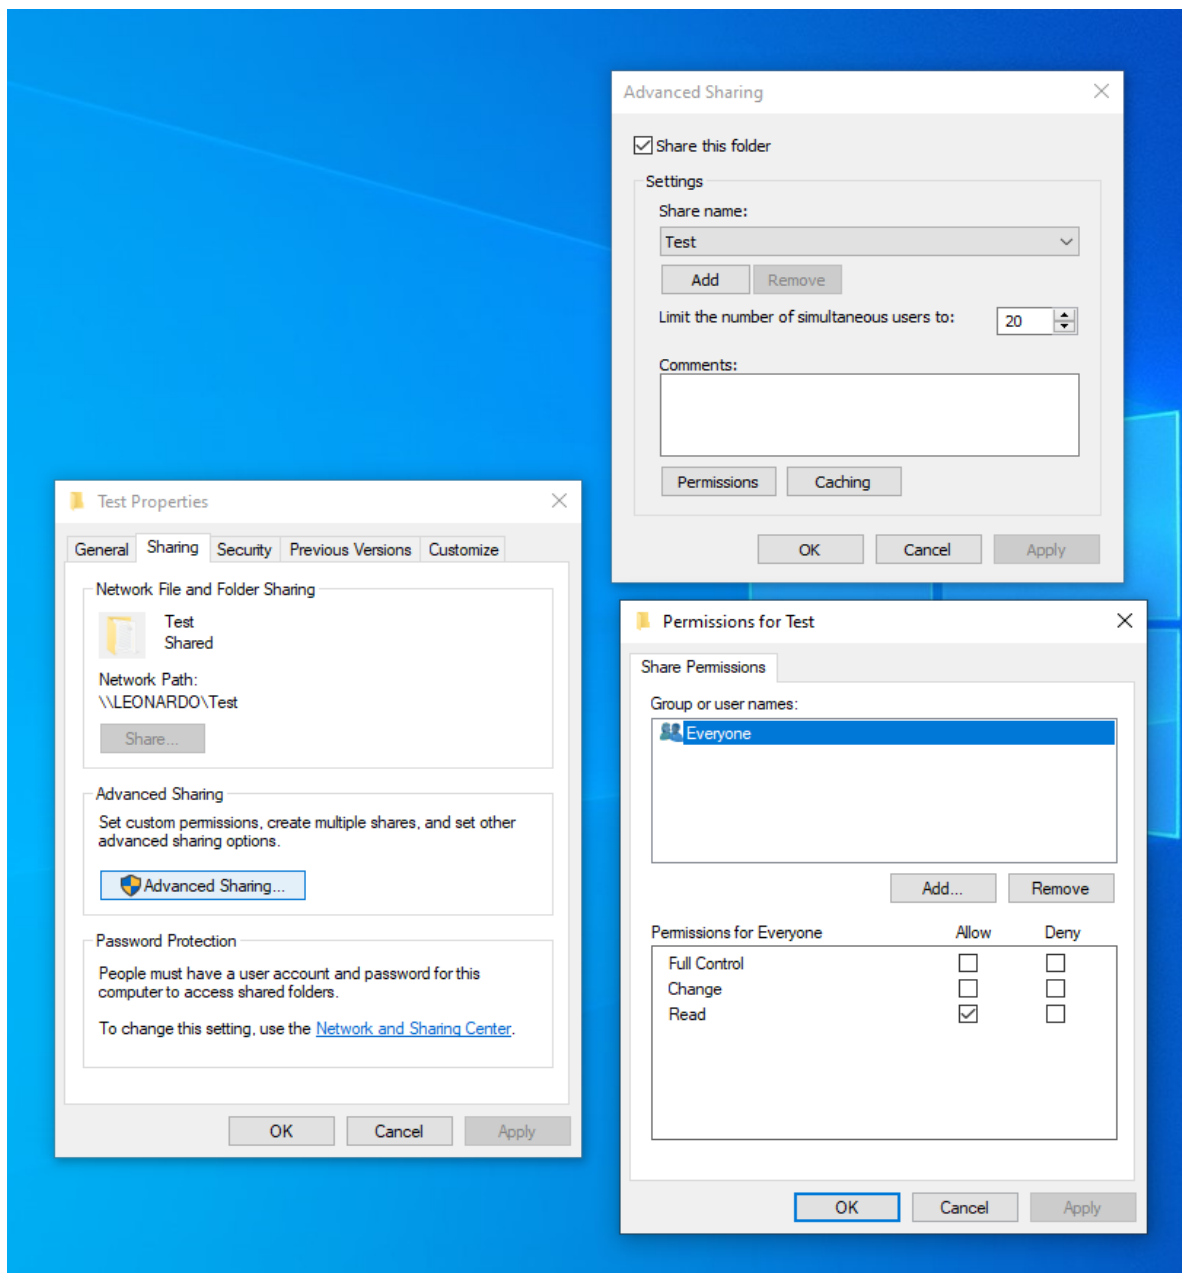 Advanced Sharing
Share this folder
Settings
Share name:
Test
Add
Remove
Limit the number of simultaneous users to:
20
Comments:
Permissions
Caching
OK
Cancel
Apply
Test Properties
General
Sharing
Security
Previous Versions
Customize
Network File and Folder Sharing
Test
Shared
Network Path:
\\LEONARDO\Test
Share...
Advanced Sharing
Set custom permissions, create multiple shares, and set other
advanced sharing options.
Advanced Sharing...
Password Protection
People must have a user account and password for this
computer to access shared folders.
To change this setting, use the Network and Sharing Center.
OK
Cancel
Apply
Permissions for Test
Share Permissions
Group or user names:
Everyone
Add...
Remove
Permissions for Everyone
Allow
Deny
Full Control
Change
Read
OK
Cancel
Apply